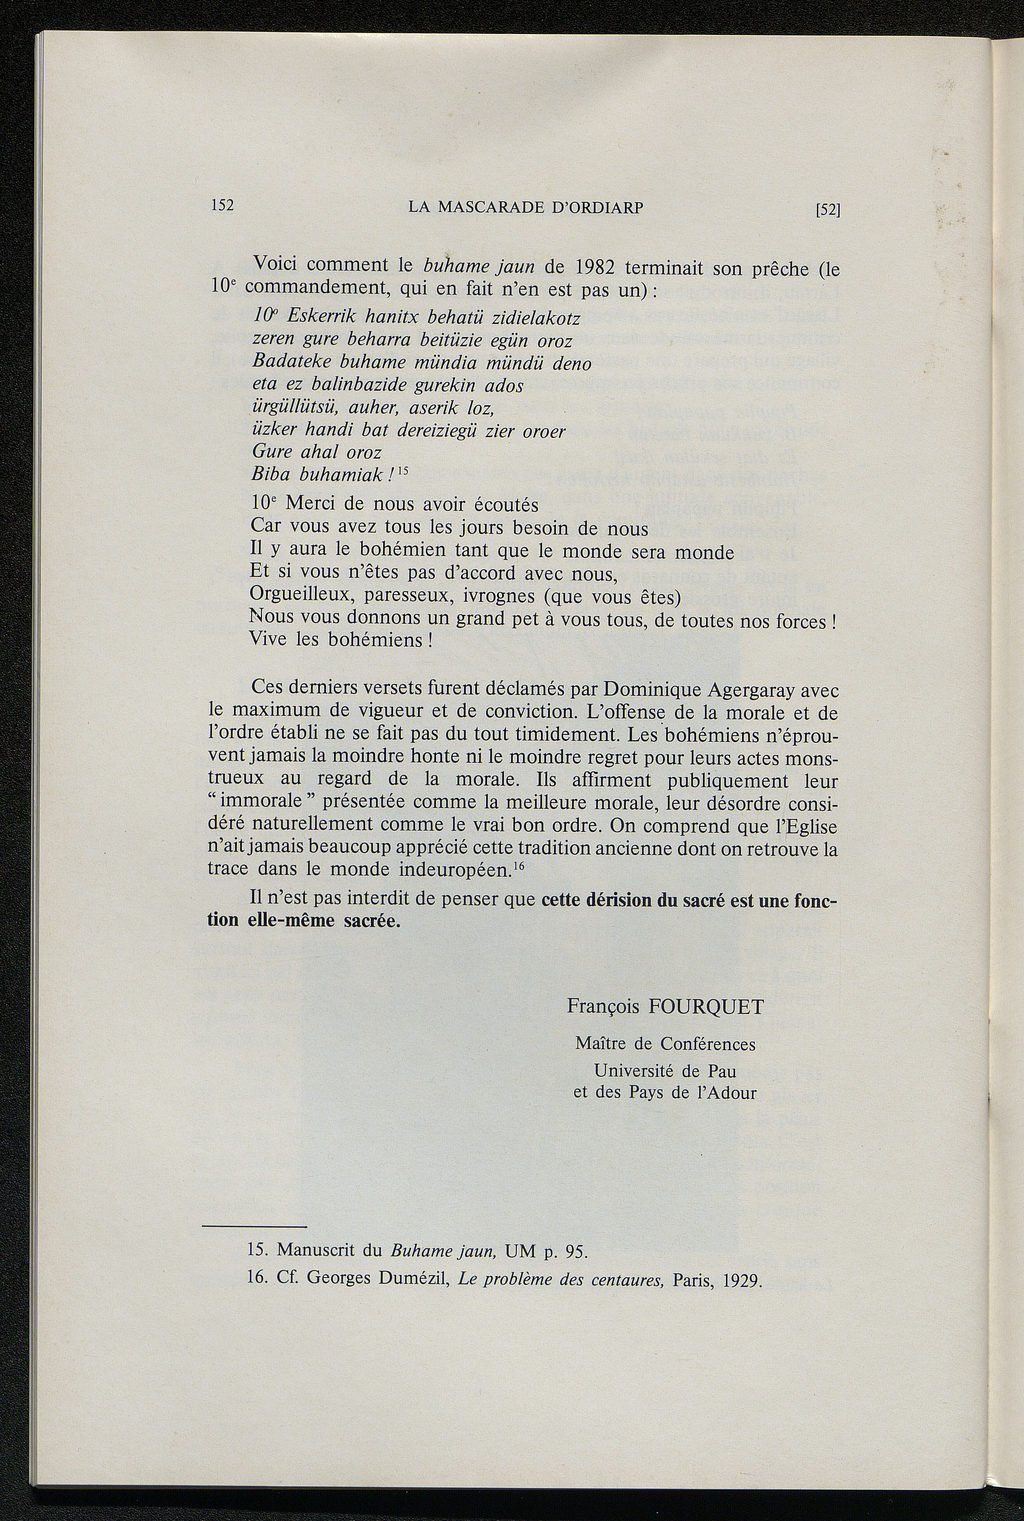 152 LA MASCARADE D'ORDIARP [52]
Voici comment le buhame jaun de 1982 terminait son prêche (le
10e commandement, qui en fait n'en est pas un) :
10° Eskerrik hanitx behatü zidielakotz
zeren gure beharra beitüzie egün oroz
Badateke buhame mündia mündü deno
eta ez balinbazide gurekin ados
ürgüllütsü, auher, aserik loz,
üzker handi bat dereiziegü zier oroer
Gure ahal oroz
Biba buhamiak ! 15
10e Merci de nous avoir écoutés
Car vous avez tous les jours besoin de nous
Il y aura le bohémien tant que le monde sera monde
Et si vous n'êtes pas d'accord avec nous,
Orgueilleux, paresseux, ivrognes (que vous êtes)
Nous vous donnons un grand pet à vous tous, de toutes nos forces !
Vive les bohémiens !
Ces derniers versets furent déclamés par Dominique Agergaray avec
le maximum de vigueur et de conviction. L'offense de la morale et de
l'ordre établi ne se fait pas du tout timidement. Les bohémiens n'éprou-
vent jamais la moindre honte ni le moindre regret pour leurs actes mons-
trueux au regard de la morale. Ils affirment publiquement leur
“ immorale ” présentée comme la meilleure morale, leur désordre consi-
déré naturellement comme le vrai bon ordre. On comprend que l'Eglise
n'ait jamais beaucoup apprécié cette tradition ancienne dont on retrouve la
trace dans le monde indeuropéen.16
Il n'est pas interdit de penser que cette dérision du sacré est une fonc-
tion elle-même sacrée.
François FOURQUET
Maître de Conférences
Université de Pau
et des Pays de l'Adour
15. Manuscrit du Buhame jaun, UM p. 95.
16. Cf. Georges Dumézil, Le problème des centaures, Paris, 1929.